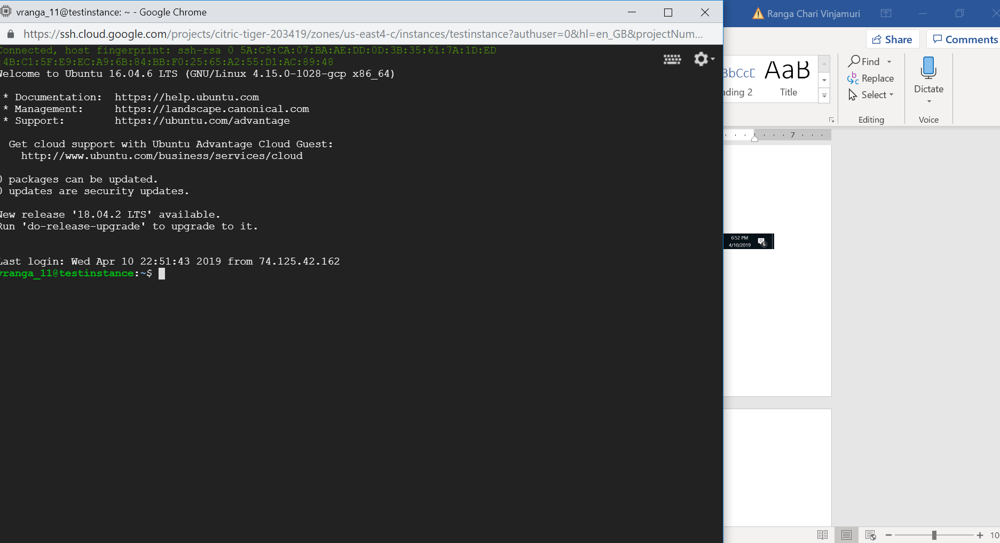 vranga_11@testinstance: ~ - Google Chrome
https://ssh.cloud.google.com/projects/citric-tiger-203419/zones/us-east4-c/instances/testinstance?authuser=0&hl=en_GB&projectNum...
Connected, host fingerprint: ssh-rsa 0 5A:C9:CA:07:BA:AE:DD:0D:3B:35:61:7A:1D:ED
:4B:C1:5F:E9:EC:A9:6B:84:BB:F0:25:65:A2:55:D1:AC:89:48
Welcome to Ubuntu 16.04.6 LTS (GNU/Linux 4.15.0-1028-gcp x86_64)
* Documentation: https://help.ubuntu.com
* Management: https://landscape.canonical.com
* Support: https://ubuntu.com/advantage
Get cloud support with Ubuntu Advantage Cloud Guest:
http://www.ubuntu.com/business/services/cloud
0 packages can be updated.
0 updates are security updates.
New release '18.04.2 LTS' available.
Run 'do-release-upgrade' to upgrade to it.
Last login: Wed Apr 10 22:51:43 2019 from 74.125.42.162
vranga_11@testinstance:~$
Ranga Chari Vinjamuri
Share
Comments
BbCcD
AaB
ading 2
Title
Find
Replace
Select
Editing
Dictate
Voice
7
6:52 PM
4/10/2019
6
10